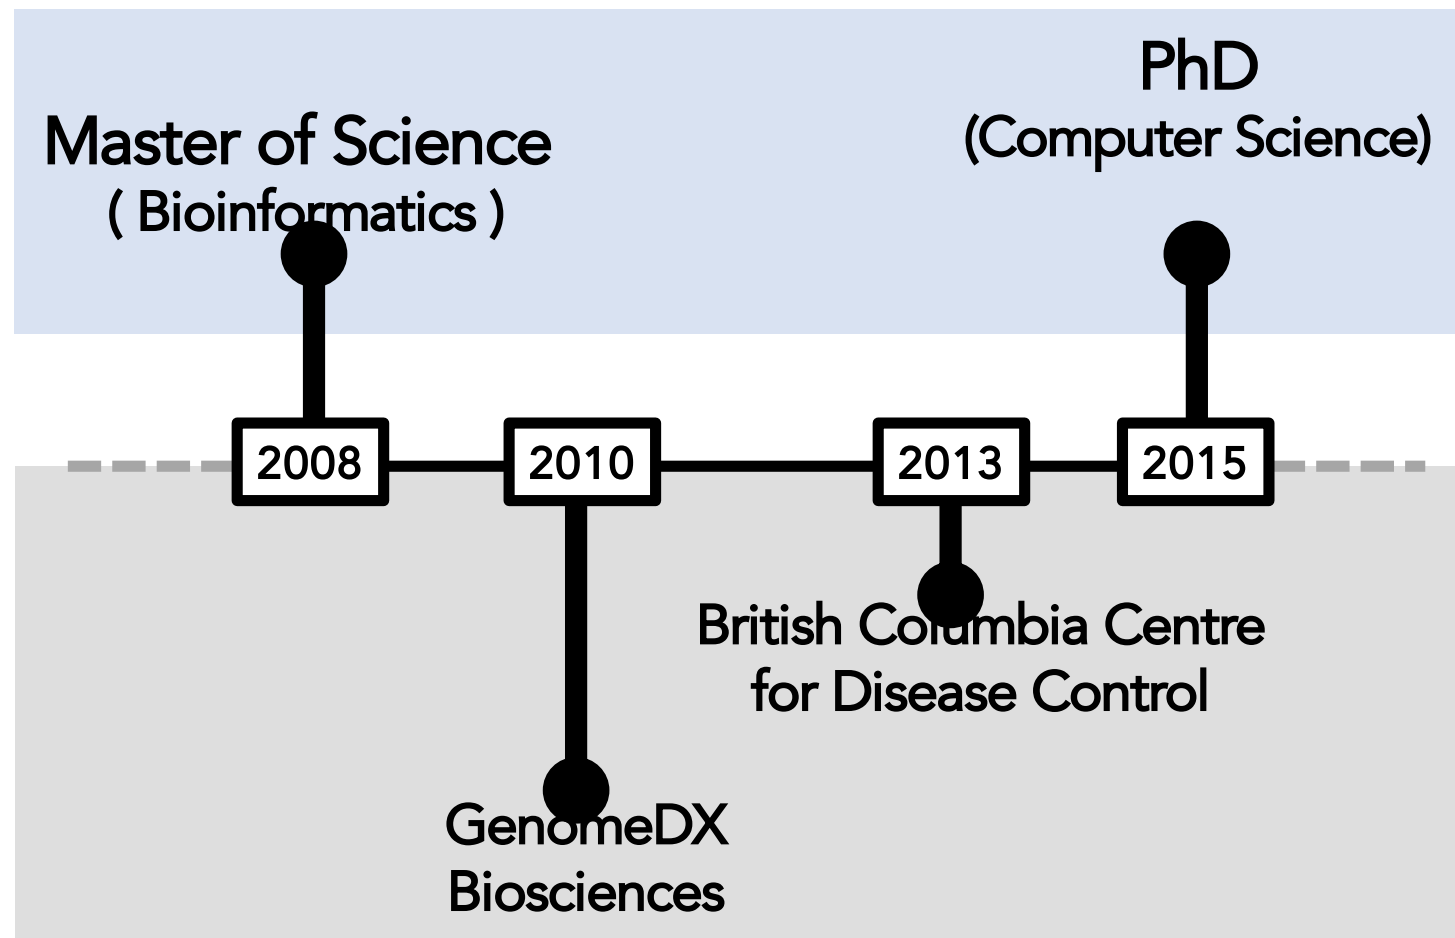 PhD
(Computer Science)
Master of Science
( Bioinformatics )
2008
2010
2013
2015
British Columbia Centre
for Disease Control
GenomeDX
Biosciences